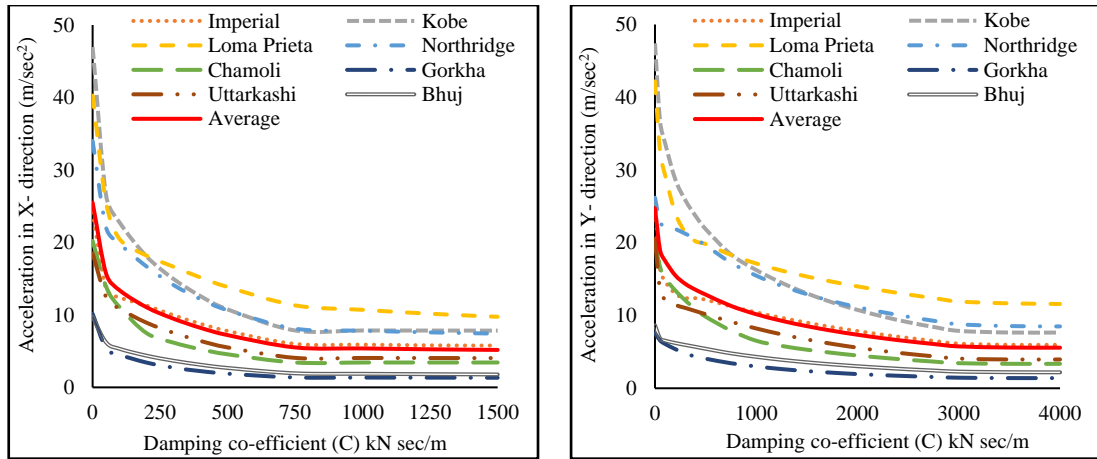 Acceleration in X- direction (m/sec²)
50
40
30
20
10
0
Imperial
Kobe
Loma Prieta
Northridge
Chamoli
Gorkha
Uttarkashi
Bhuj
Average
0 250 500 750 1000 1250 1500
Damping co-efficient (C) kN sec/m
Acceleration in Y- direction (m/sec²)
50
40
30
20
10
0
Imperial
Kobe
Loma Prieta
Northridge
Chamoli
Gorkha
Uttarkashi
Bhuj
Average
0 1000 2000 3000 4000
Damping co-efficient (C) kN sec/m